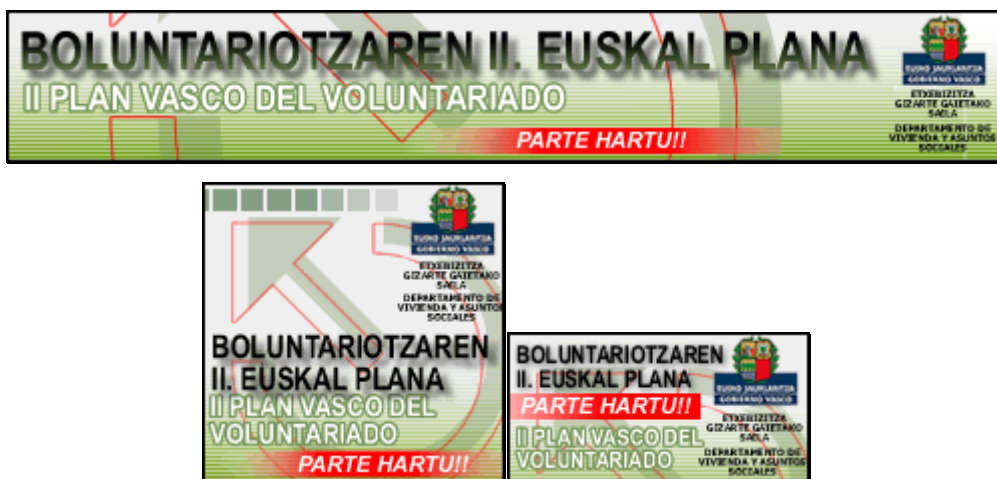 BOLUNTARIOTZAREN II. EUSKAL PLANA
II PLAN VASCO DEL VOLUNTARIADO
PARTE HARTU!!
EUSKO JAURLARITZA
GOBIERNO VASCO
ETXEBIZITZA
GIZARTE GAIETAKO
SAILA
DEPARTAMENTO DE
VIVIENDA Y ASUNTOS
SOCIALES
EUSKO JAURLARITZA
GOBIERNO VASCO
ETXEBIZITZA
GIZARTE GAIETAKO
SAILA
DEPARTAMENTO DE
VIVIENDA Y ASUNTOS
SOCIALES
BOLUNTARIOTZAREN
II. EUSKAL PLANA
II PLAN VASCO DEL
VOLUNTARIADO
PARTE HARTU!!
BOLUNTARIOTZAREN
II. EUSKAL PLANA
PARTE HARTU!!
II PLAN VASCO DEL
VOLUNTARIADO
EUSKO JAURLARITZA
GOBIERNO VASCO
ETXEBIZITZA
GIZARTE GAIETAKO
SAILA
DEPARTAMENTO DE
VIVIENDA Y ASUNTOS
SOCIALES